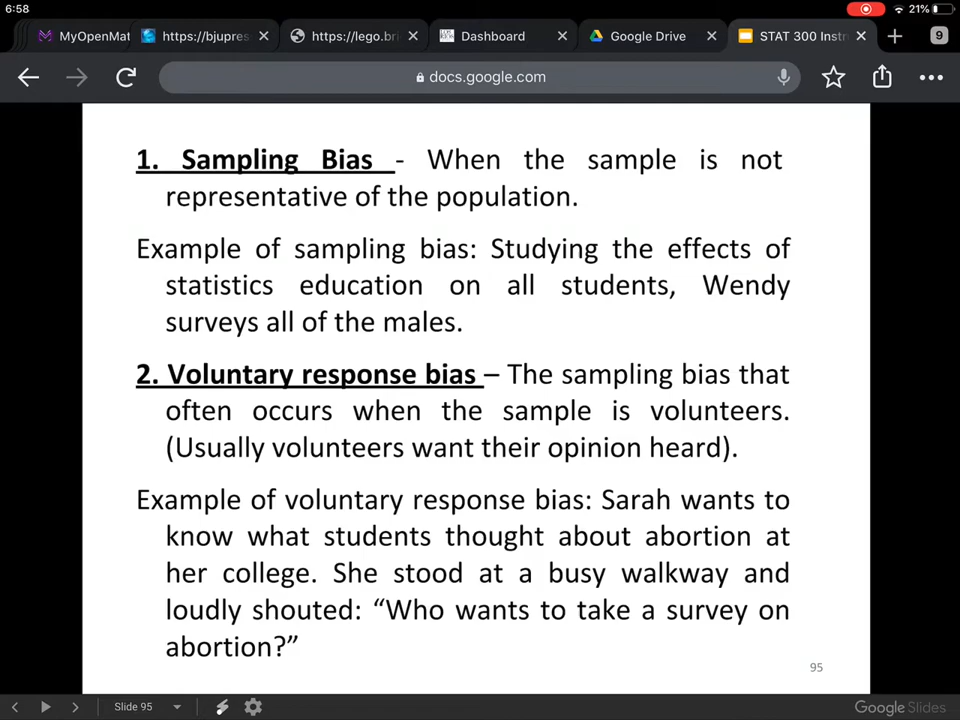 6:58
21%
MyOpenMat
https://bjupres
https://lego.bri
Dashboard
Google Drive
STAT 300 Instr
9
docs.google.com
1. Sampling Bias - When the sample is not
representative of the population.
Example of sampling bias: Studying the effects of
statistics education on all students, Wendy
surveys all of the males.
2. Voluntary response bias – The sampling bias that
often occurs when the sample is volunteers.
(Usually volunteers want their opinion heard).
Example of voluntary response bias: Sarah wants to
know what students thought about abortion at
her college. She stood at a busy walkway and
loudly shouted: “Who wants to take a survey on
abortion?”
95
Slide 95
Google Slides